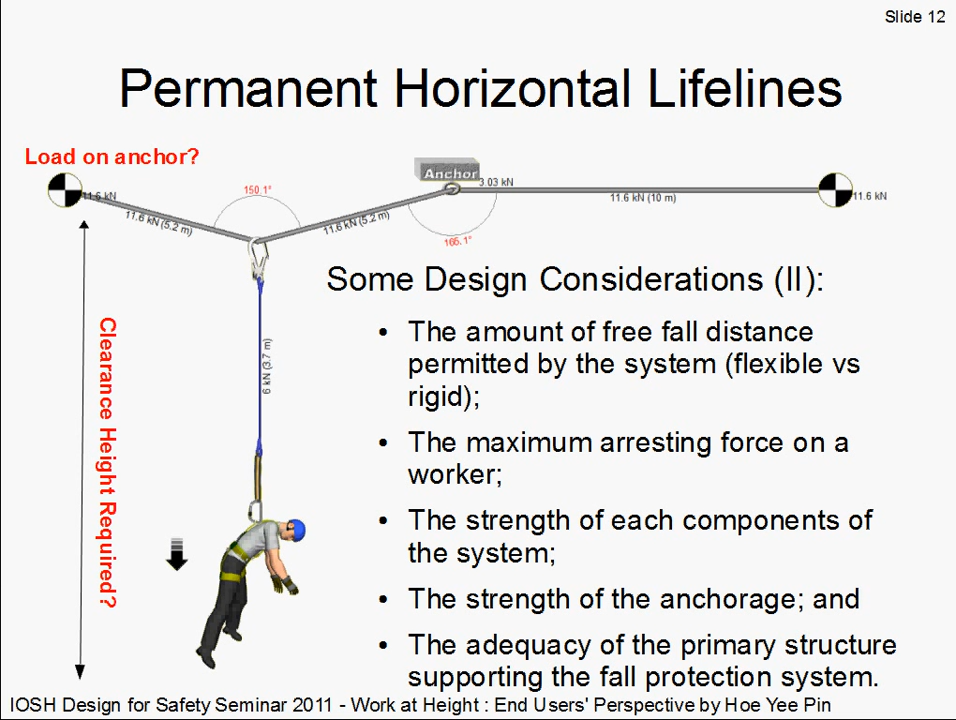 Slide 12
Permanent Horizontal Lifelines
Load on anchor?
11.6 kN
11.6 kN (5.2 m)
150.1°
11.6 kN (5.2 m)
Anchor
3.03 kN
165.1°
11.6 kN (10 m)
11.6 kN
Clearance Height Required?
6 kN (3.7 m)
Some Design Considerations (II):
• The amount of free fall distance
permitted by the system (flexible vs
rigid);
• The maximum arresting force on a
worker;
• The strength of each components of
the system;
• The strength of the anchorage; and
• The adequacy of the primary structure
supporting the fall protection system.
IOSH Design for Safety Seminar 2011 - Work at Height : End Users' Perspective by Hoe Yee Pin